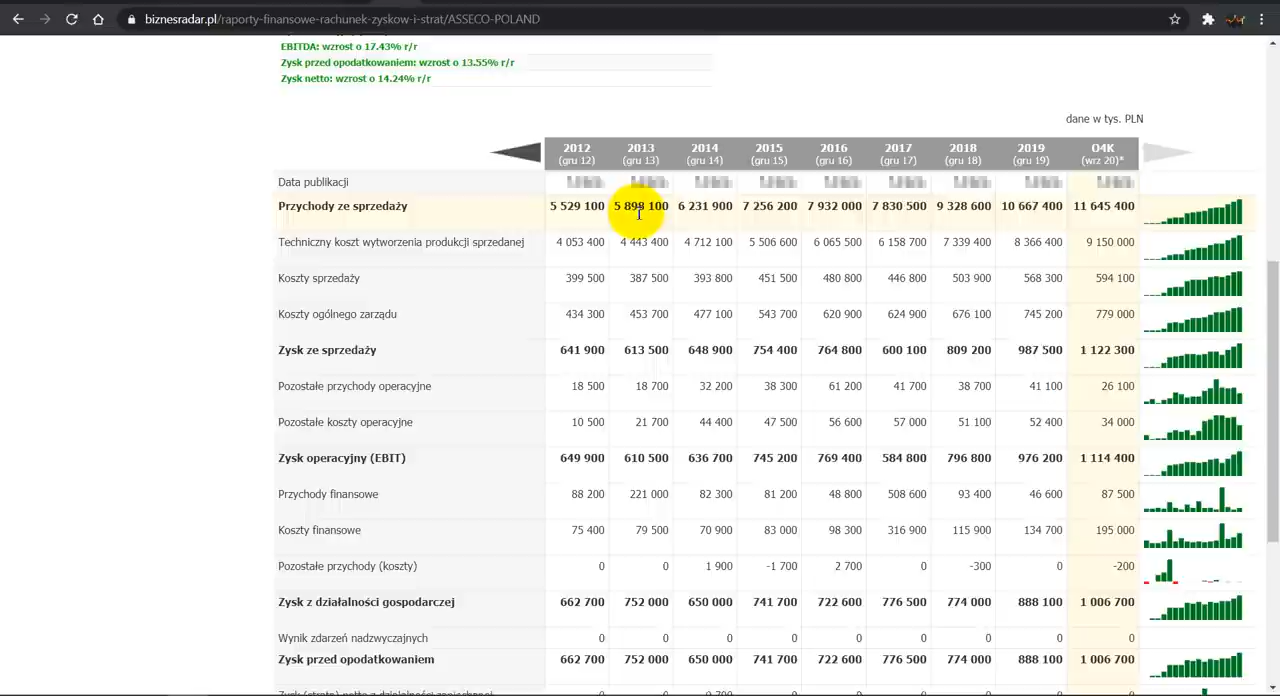 biznesradar.pl/raporty-finansowe-rachunek-zyskow-i-strat/ASSECO-POLAND
EBITDA: wzrost o 17.43% r/r
Zysk przed opodatkowaniem: wzrost o 13.55% r/r
Zysk netto: wzrost o 14.24% r/r
dane w tys. PLN
2012 2013 2014 2015 2016 2017 2018 2019 O4K
(gru 12) (gru 13) (gru 14) (gru 15) (gru 16) (gru 17) (gru 18) (gru 19) (wrz 20)*
Data publikacji
Przychody ze sprzedaży 5 529 100 5 898 100 6 231 900 7 256 200 7 932 000 7 830 500 9 328 600 10 667 400 11 645 400
Techniczny koszt wytworzenia produkcji sprzedanej 4 053 400 4 443 400 4 712 100 5 506 600 6 065 500 6 158 700 7 339 400 8 366 400 9 150 000
Koszty sprzedaży 399 500 387 500 393 800 451 500 480 800 446 800 503 900 568 300 594 100
Koszty ogólnego zarządu 434 300 453 700 477 100 543 700 620 900 624 900 676 100 745 200 779 000
Zysk ze sprzedaży 641 900 613 500 648 900 754 400 764 800 600 100 809 200 987 500 1 122 300
Pozostałe przychody operacyjne 18 500 18 700 32 200 38 300 61 200 41 700 38 700 41 100 26 100
Pozostałe koszty operacyjne 10 500 21 700 44 400 47 500 56 600 57 000 51 100 52 400 34 000
Zysk operacyjny (EBIT) 649 900 610 500 636 700 745 200 769 400 584 800 796 800 976 200 1 114 400
Przychody finansowe 88 200 221 000 82 300 81 200 48 800 508 600 93 400 46 600 87 500
Koszty finansowe 75 400 79 500 70 900 83 000 98 300 316 900 115 900 134 700 195 000
Pozostałe przychody (koszty) 0 0 1 900 -1 700 2 700 0 -300 0 -200
Zysk z działalności gospodarczej 662 700 752 000 650 000 741 700 722 600 776 500 774 000 888 100 1 006 700
Wynik zdarzeń nadzwyczajnych 0 0 0 0 0 0 0 0 0
Zysk przed opodatkowaniem 662 700 752 000 650 000 741 700 722 600 776 500 774 000 888 100 1 006 700